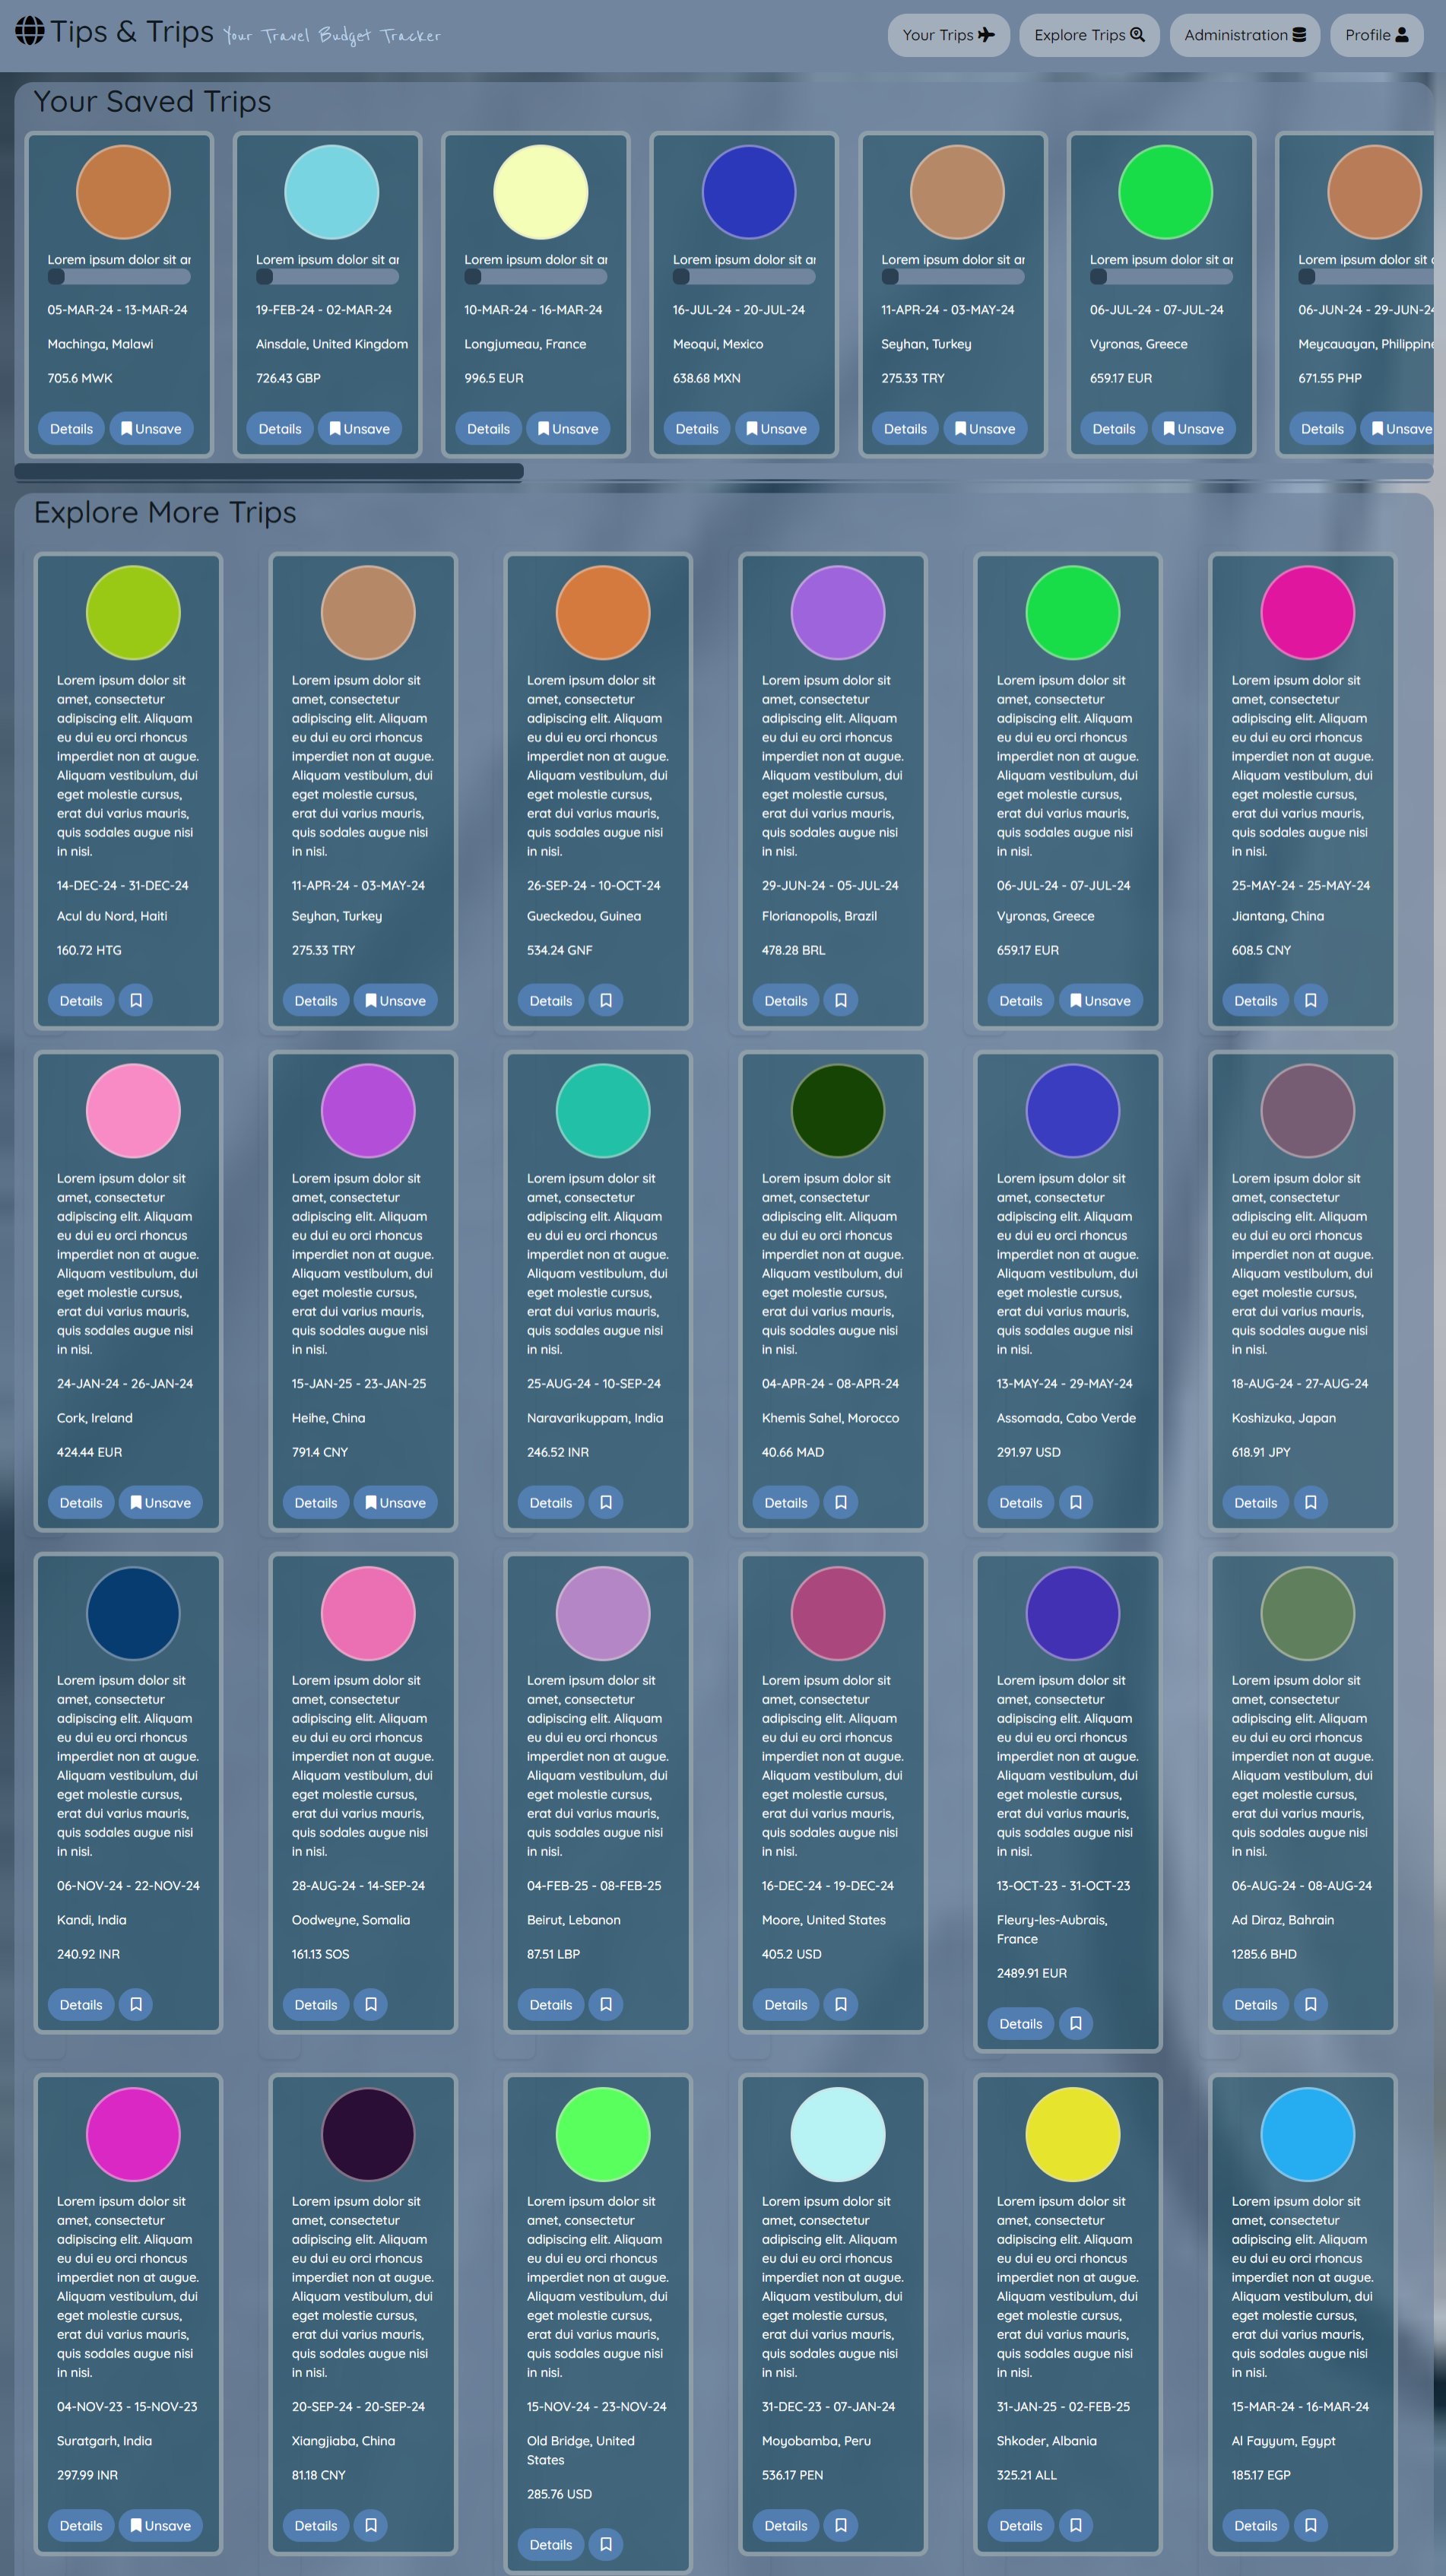 Tips & Trips Your Travel Budget Tracker
Your Trips Explore Trips Administration Profile
Your Saved Trips
Lorem ipsum dolor sit ar
05-MAR-24 - 13-MAR-24
Machinga, Malawi
705.6 MWK
Details Unsave
Lorem ipsum dolor sit ar
19-FEB-24 - 02-MAR-24
Ainsdale, United Kingdom
726.43 GBP
Details Unsave
Lorem ipsum dolor sit ar
10-MAR-24 - 16-MAR-24
Longjumeau, France
996.5 EUR
Details Unsave
Lorem ipsum dolor sit ar
16-JUL-24 - 20-JUL-24
Meoqui, Mexico
638.68 MXN
Details Unsave
Lorem ipsum dolor sit ar
11-APR-24 - 03-MAY-24
Seyhan, Turkey
275.33 TRY
Details Unsave
Lorem ipsum dolor sit ar
06-JUL-24 - 07-JUL-24
Vyronas, Greece
659.17 EUR
Details Unsave
Lorem ipsum dolor sit
06-JUN-24 - 29-JUN-24
Meycauayan, Philippine
671.55 PHP
Details Unsave
Explore More Trips
Lorem ipsum dolor sit
amet, consectetur
adipiscing elit. Aliquam
eu dui eu orci rhoncus
imperdiet non at augue.
Aliquam vestibulum, dui
eget molestie cursus,
erat dui varius mauris,
quis sodales augue nisi
in nisi.
14-DEC-24 - 31-DEC-24
Acul du Nord, Haiti
160.72 HTG
Details
Lorem ipsum dolor sit
amet, consectetur
adipiscing elit. Aliquam
eu dui eu orci rhoncus
imperdiet non at augue.
Aliquam vestibulum, dui
eget molestie cursus,
erat dui varius mauris,
quis sodales augue nisi
in nisi.
11-APR-24 - 03-MAY-24
Seyhan, Turkey
275.33 TRY
Details Unsave
Lorem ipsum dolor sit
amet, consectetur
adipiscing elit. Aliquam
eu dui eu orci rhoncus
imperdiet non at augue.
Aliquam vestibulum, dui
eget molestie cursus,
erat dui varius mauris,
quis sodales augue nisi
in nisi.
26-SEP-24 - 10-OCT-24
Gueckedou, Guinea
534.24 GNF
Details
Lorem ipsum dolor sit
amet, consectetur
adipiscing elit. Aliquam
eu dui eu orci rhoncus
imperdiet non at augue.
Aliquam vestibulum, dui
eget molestie cursus,
erat dui varius mauris,
quis sodales augue nisi
in nisi.
29-JUN-24 - 05-JUL-24
Florianopolis, Brazil
478.28 BRL
Details
Lorem ipsum dolor sit
amet, consectetur
adipiscing elit. Aliquam
eu dui eu orci rhoncus
imperdiet non at augue.
Aliquam vestibulum, dui
eget molestie cursus,
erat dui varius mauris,
quis sodales augue nisi
in nisi.
06-JUL-24 - 07-JUL-24
Vyronas, Greece
659.17 EUR
Details Unsave
Lorem ipsum dolor sit
amet, consectetur
adipiscing elit. Aliquam
eu dui eu orci rhoncus
imperdiet non at augue.
Aliquam vestibulum, dui
eget molestie cursus,
erat dui varius mauris,
quis sodales augue nisi
in nisi.
25-MAY-24 - 25-MAY-24
Jiantang, China
608.5 CNY
Details
Lorem ipsum dolor sit
amet, consectetur
adipiscing elit. Aliquam
eu dui eu orci rhoncus
imperdiet non at augue.
Aliquam vestibulum, dui
eget molestie cursus,
erat dui varius mauris,
quis sodales augue nisi
in nisi.
24-JAN-24 - 26-JAN-24
Cork, Ireland
424.44 EUR
Details Unsave
Lorem ipsum dolor sit
amet, consectetur
adipiscing elit. Aliquam
eu dui eu orci rhoncus
imperdiet non at augue.
Aliquam vestibulum, dui
eget molestie cursus,
erat dui varius mauris,
quis sodales augue nisi
in nisi.
15-JAN-25 - 23-JAN-25
Heihe, China
791.4 CNY
Details Unsave
Lorem ipsum dolor sit
amet, consectetur
adipiscing elit. Aliquam
eu dui eu orci rhoncus
imperdiet non at augue.
Aliquam vestibulum, dui
eget molestie cursus,
erat dui varius mauris,
quis sodales augue nisi
in nisi.
25-AUG-24 - 10-SEP-24
Naravarikuppam, India
246.52 INR
Details
Lorem ipsum dolor sit
amet, consectetur
adipiscing elit. Aliquam
eu dui eu orci rhoncus
imperdiet non at augue.
Aliquam vestibulum, dui
eget molestie cursus,
erat dui varius mauris,
quis sodales augue nisi
in nisi.
04-APR-24 - 08-APR-24
Khemis Sahel, Morocco
40.66 MAD
Details
Lorem ipsum dolor sit
amet, consectetur
adipiscing elit. Aliquam
eu dui eu orci rhoncus
imperdiet non at augue.
Aliquam vestibulum, dui
eget molestie cursus,
erat dui varius mauris,
quis sodales augue nisi
in nisi.
13-MAY-24 - 29-MAY-24
Assomada, Cabo Verde
291.97 USD
Details
Lorem ipsum dolor sit
amet, consectetur
adipiscing elit. Aliquam
eu dui eu orci rhoncus
imperdiet non at augue.
Aliquam vestibulum, dui
eget molestie cursus,
erat dui varius mauris,
quis sodales augue nisi
in nisi.
18-AUG-24 - 27-AUG-24
Koshizuka, Japan
618.91 JPY
Details
Lorem ipsum dolor sit
amet, consectetur
adipiscing elit. Aliquam
eu dui eu orci rhoncus
imperdiet non at augue.
Aliquam vestibulum, dui
eget molestie cursus,
erat dui varius mauris,
quis sodales augue nisi
in nisi.
06-NOV-24 - 22-NOV-24
Kandi, India
240.92 INR
Details
Lorem ipsum dolor sit
amet, consectetur
adipiscing elit. Aliquam
eu dui eu orci rhoncus
imperdiet non at augue.
Aliquam vestibulum, dui
eget molestie cursus,
erat dui varius mauris,
quis sodales augue nisi
in nisi.
28-AUG-24 - 14-SEP-24
Oodweyne, Somalia
161.13 SOS
Details
Lorem ipsum dolor sit
amet, consectetur
adipiscing elit. Aliquam
eu dui eu orci rhoncus
imperdiet non at augue.
Aliquam vestibulum, dui
eget molestie cursus,
erat dui varius mauris,
quis sodales augue nisi
in nisi.
04-FEB-25 - 08-FEB-25
Beirut, Lebanon
87.51 LBP
Details
Lorem ipsum dolor sit
amet, consectetur
adipiscing elit. Aliquam
eu dui eu orci rhoncus
imperdiet non at augue.
Aliquam vestibulum, dui
eget molestie cursus,
erat dui varius mauris,
quis sodales augue nisi
in nisi.
16-DEC-24 - 19-DEC-24
Moore, United States
405.2 USD
Details
Lorem ipsum dolor sit
amet, consectetur
adipiscing elit. Aliquam
eu dui eu orci rhoncus
imperdiet non at augue.
Aliquam vestibulum, dui
eget molestie cursus,
erat dui varius mauris,
quis sodales augue nisi
in nisi.
13-OCT-23 - 31-OCT-23
Fleury-les-Aubrais,
France
2489.91 EUR
Details
Lorem ipsum dolor sit
amet, consectetur
adipiscing elit. Aliquam
eu dui eu orci rhoncus
imperdiet non at augue.
Aliquam vestibulum, dui
eget molestie cursus,
erat dui varius mauris,
quis sodales augue nisi
in nisi.
06-AUG-24 - 08-AUG-24
Ad Diraz, Bahrain
1285.6 BHD
Details
Lorem ipsum dolor sit
amet, consectetur
adipiscing elit. Aliquam
eu dui eu orci rhoncus
imperdiet non at augue.
Aliquam vestibulum, dui
eget molestie cursus,
erat dui varius mauris,
quis sodales augue nisi
in nisi.
04-NOV-23 - 15-NOV-23
Suratgarh, India
297.99 INR
Details Unsave
Lorem ipsum dolor sit
amet, consectetur
adipiscing elit. Aliquam
eu dui eu orci rhoncus
imperdiet non at augue.
Aliquam vestibulum, dui
eget molestie cursus,
erat dui varius mauris,
quis sodales augue nisi
in nisi.
20-SEP-24 - 20-SEP-24
Xiangjiaba, China
81.18 CNY
Details
Lorem ipsum dolor sit
amet, consectetur
adipiscing elit. Aliquam
eu dui eu orci rhoncus
imperdiet non at augue.
Aliquam vestibulum, dui
eget molestie cursus,
erat dui varius mauris,
quis sodales augue nisi
in nisi.
15-NOV-24 - 23-NOV-24
Old Bridge, United
States
285.76 USD
Details
Lorem ipsum dolor sit
amet, consectetur
adipiscing elit. Aliquam
eu dui eu orci rhoncus
imperdiet non at augue.
Aliquam vestibulum, dui
eget molestie cursus,
erat dui varius mauris,
quis sodales augue nisi
in nisi.
31-DEC-23 - 07-JAN-24
Moyobamba, Peru
536.17 PEN
Details
Lorem ipsum dolor sit
amet, consectetur
adipiscing elit. Aliquam
eu dui eu orci rhoncus
imperdiet non at augue.
Aliquam vestibulum, dui
eget molestie cursus,
erat dui varius mauris,
quis sodales augue nisi
in nisi.
31-JAN-25 - 02-FEB-25
Shkoder, Albania
325.21 ALL
Details
Lorem ipsum dolor sit
amet, consectetur
adipiscing elit. Aliquam
eu dui eu orci rhoncus
imperdiet non at augue.
Aliquam vestibulum, dui
eget molestie cursus,
erat dui varius mauris,
quis sodales augue nisi
in nisi.
15-MAR-24 - 16-MAR-24
Al Fayyum, Egypt
185.17 EGP
Details